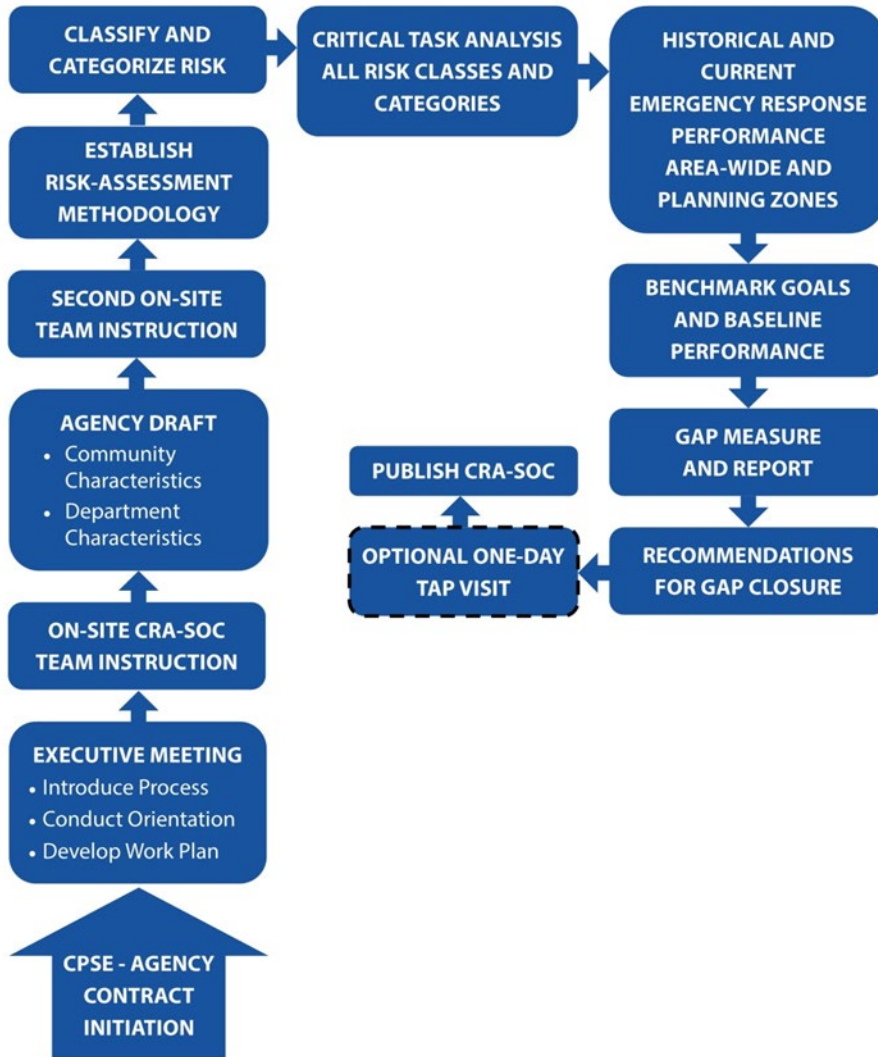 CLASSIFY AND
CATEGORIZE RISK
CRITICAL TASK ANALYSIS
ALL RISK CLASSES AND
CATEGORIES
HISTORICAL AND
CURRENT
EMERGENCY RESPONSE
PERFORMANCE
AREA-WIDE AND
PLANNING ZONES
ESTABLISH
RISK-ASSESSMENT
METHODOLOGY
SECOND ON-SITE
TEAM INSTRUCTION
BENCHMARK GOALS
AND BASELINE
PERFORMANCE
AGENCY DRAFT
• Community
Characteristics
• Department
Characteristics
GAP MEASURE
AND REPORT
PUBLISH CRA-SOC
OPTIONAL ONE-DAY
TAP VISIT
RECOMMENDATIONS
FOR GAP CLOSURE
ON-SITE CRA-SOC
TEAM INSTRUCTION
EXECUTIVE MEETING
• Introduce Process
• Conduct Orientation
• Develop Work Plan
CPSE - AGENCY
CONTRACT
INITIATION